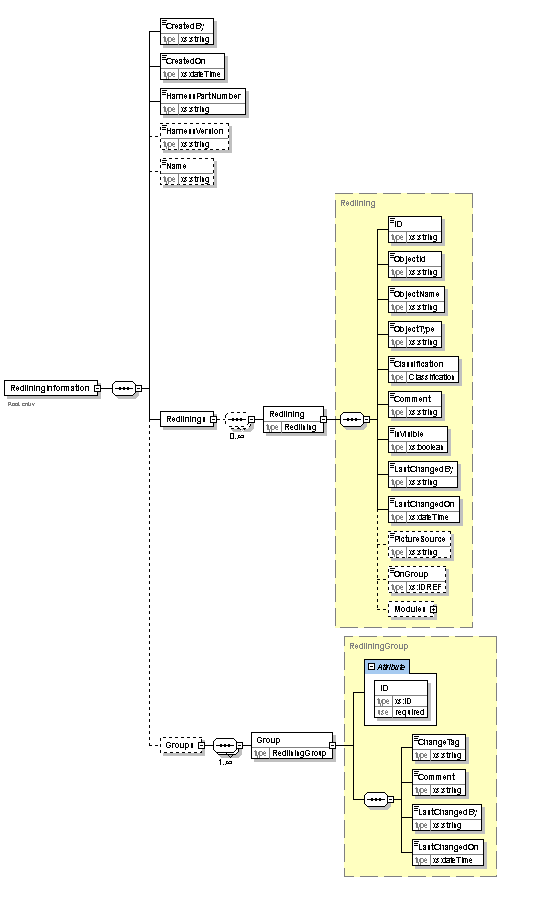 CreatedBy
type xs:string
CreatedOn
type xs:dateTime
HarnessPartNumber
type xs:string
HarnessVersion
type xs:string
Name
type xs:string
Redlining
ID
type xs:string
ObjectId
type xs:string
ObjectName
type xs:string
ObjectType
type xs:string
Classification
type Classification
RedliningInformation
Root entry
Comment
type xs:string
Redlinings
0..∞
Redlining
type Redlining
IsVisible
type xs:boolean
LastChangedBy
type xs:string
LastChangedOn
type xs:dateTime
PictureSource
type xs:string
OnGroup
type xs:IDREF
Modules
RedliningGroup
Attribute
ID
type xs:ID
use required
Groups
1..∞
Group
type RedliningGroup
ChangeTag
type xs:string
Comment
type xs:string
LastChangedBy
type xs:string
LastChangedOn
type xs:dateTime